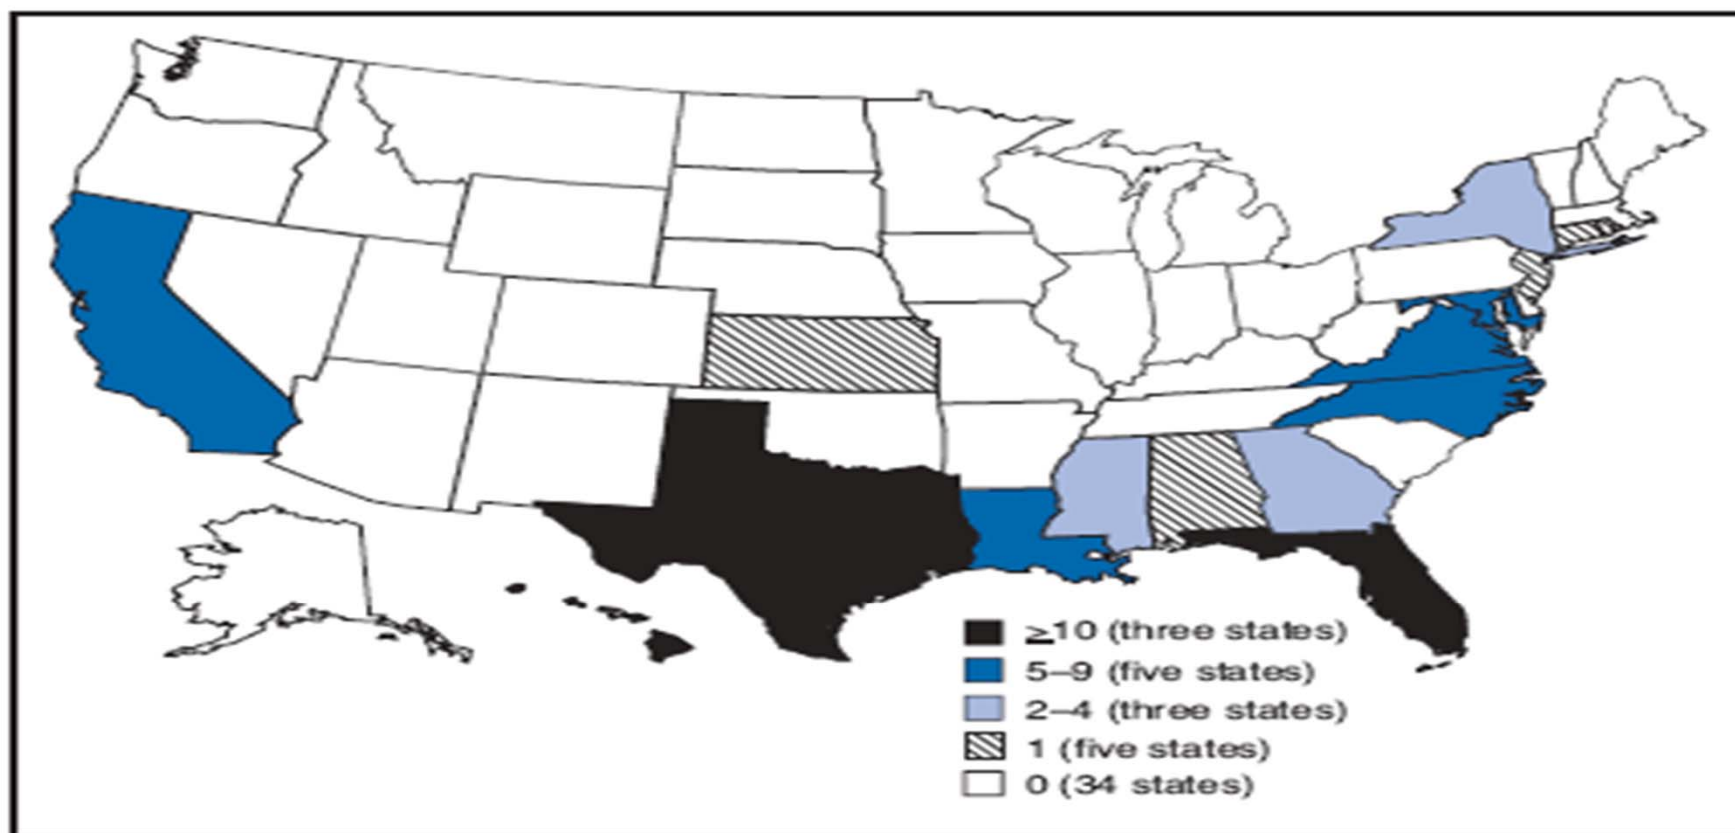 ≥10 (three states)
5–9 (five states)
2–4 (three states)
1 (five states)
0 (34 states)